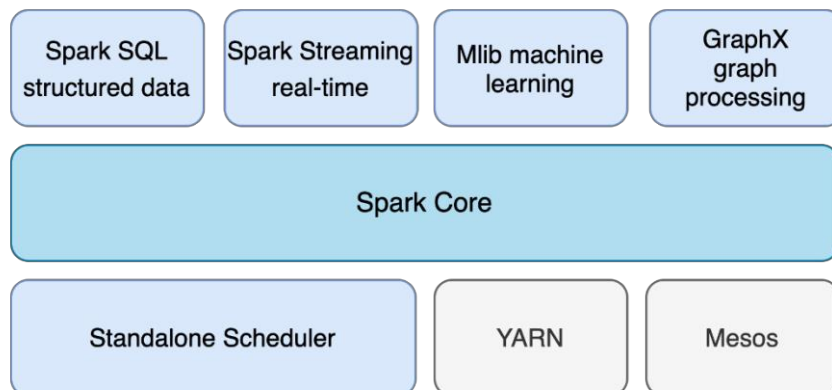 Spark SQL
structured data
Spark Streaming
real-time
Mlib machine
learning
GraphX
graph
processing
Spark Core
Standalone Scheduler
YARN
Mesos